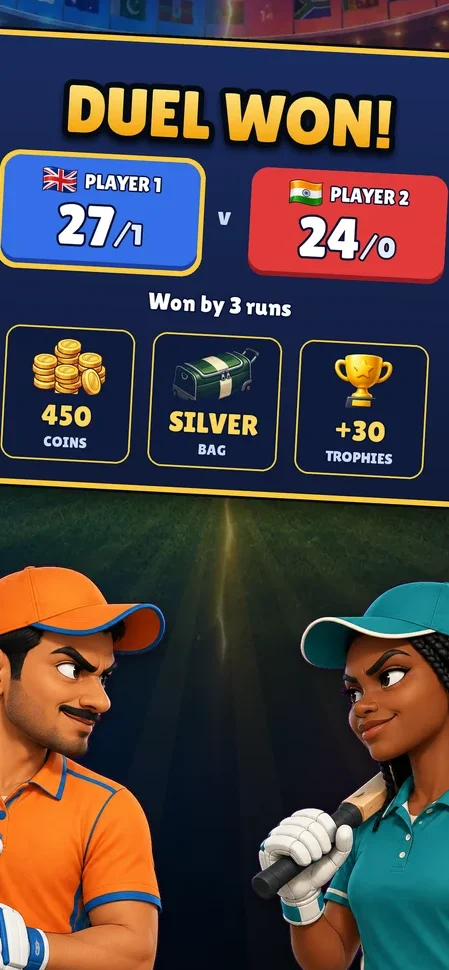 DUEL WON!
PLAYER 1
27/1
V
PLAYER 2
24/0
Won by 3 runs
450
COINS
SILVER
BAG
+30
TROPHIES